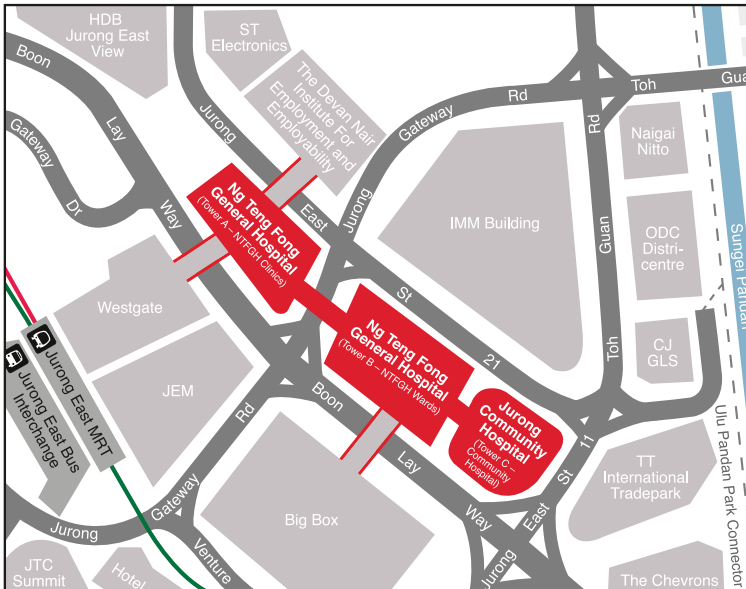 HDB
Jurong East
View
ST
Electronics
The Devan Nair
Institute For
Employment and
Employability
Boon
Lay
Way
Gateway
Dr
Jurong
East
St
21
Jurong
Gateway
Rd
Toh
Gua
Rd
Guan
Toh
Naigai
Nitto
IMM Building
ODC
Distri-
centre
CJ
GLS
Sungei Pandan
Ulu Pandan Park Connector
Ng Teng Fong
General Hospital
(Tower A – NTFGH Clinics)
Westgate
Ng Teng Fong
General Hospital
(Tower B – NTFGH Wards)
Jurong
Community
Hospital
(Tower C –
Community
Hospital)
Jurong East MRT
Jurong East Bus
Interchange
JEM
Rd
Gateway
Jurong
Boon
Lay
Way
Jurong
East
St
11
TT
International
Tradepark
Big Box
Venture
JTC
Summit
Hotel
The Chevrons